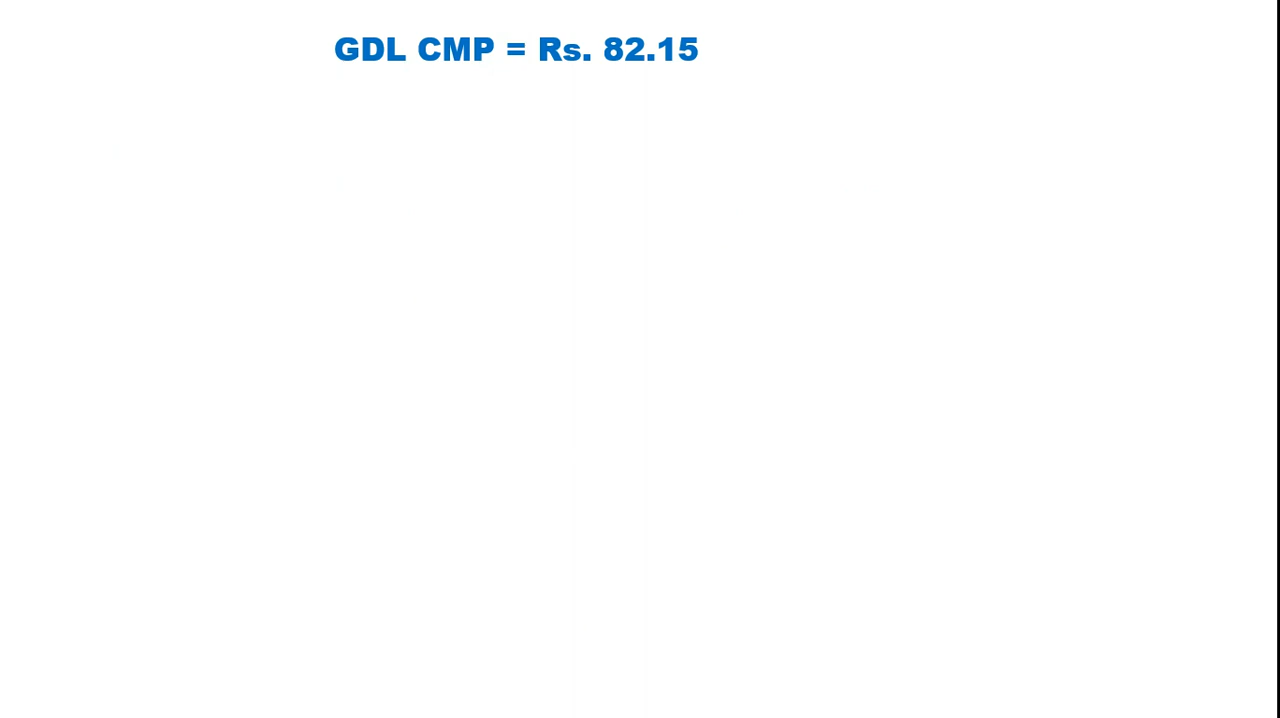 GDL CMP = Rs. 82.15